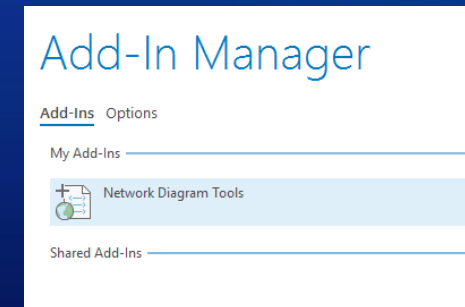 Add-In Manager
Add-Ins Options
My Add-Ins
Network Diagram Tools
Shared Add-Ins